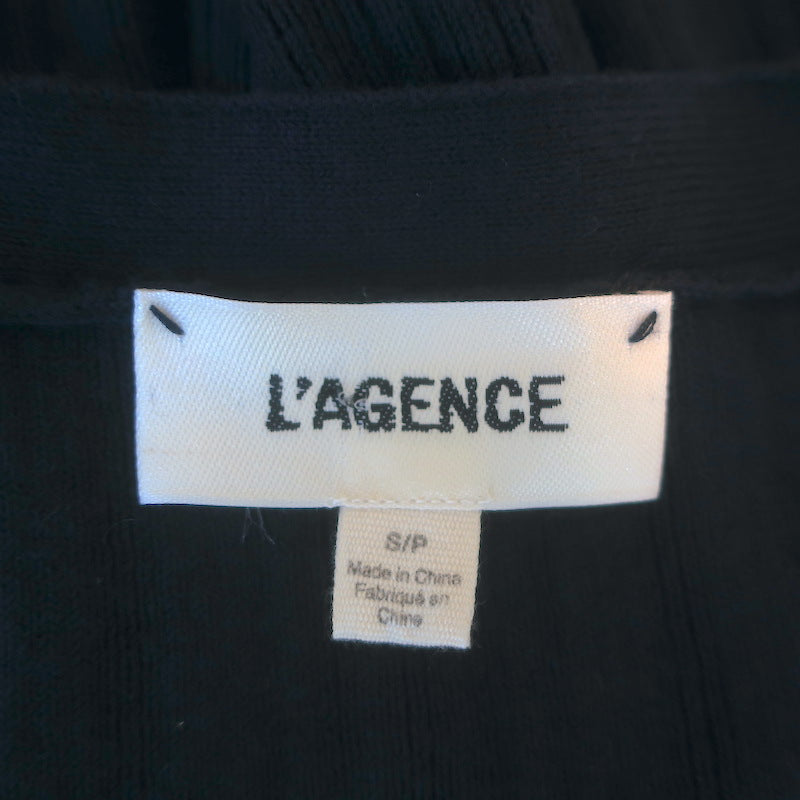 L'AGENCE
S/P
Made in China
Fabriqué en
Chine